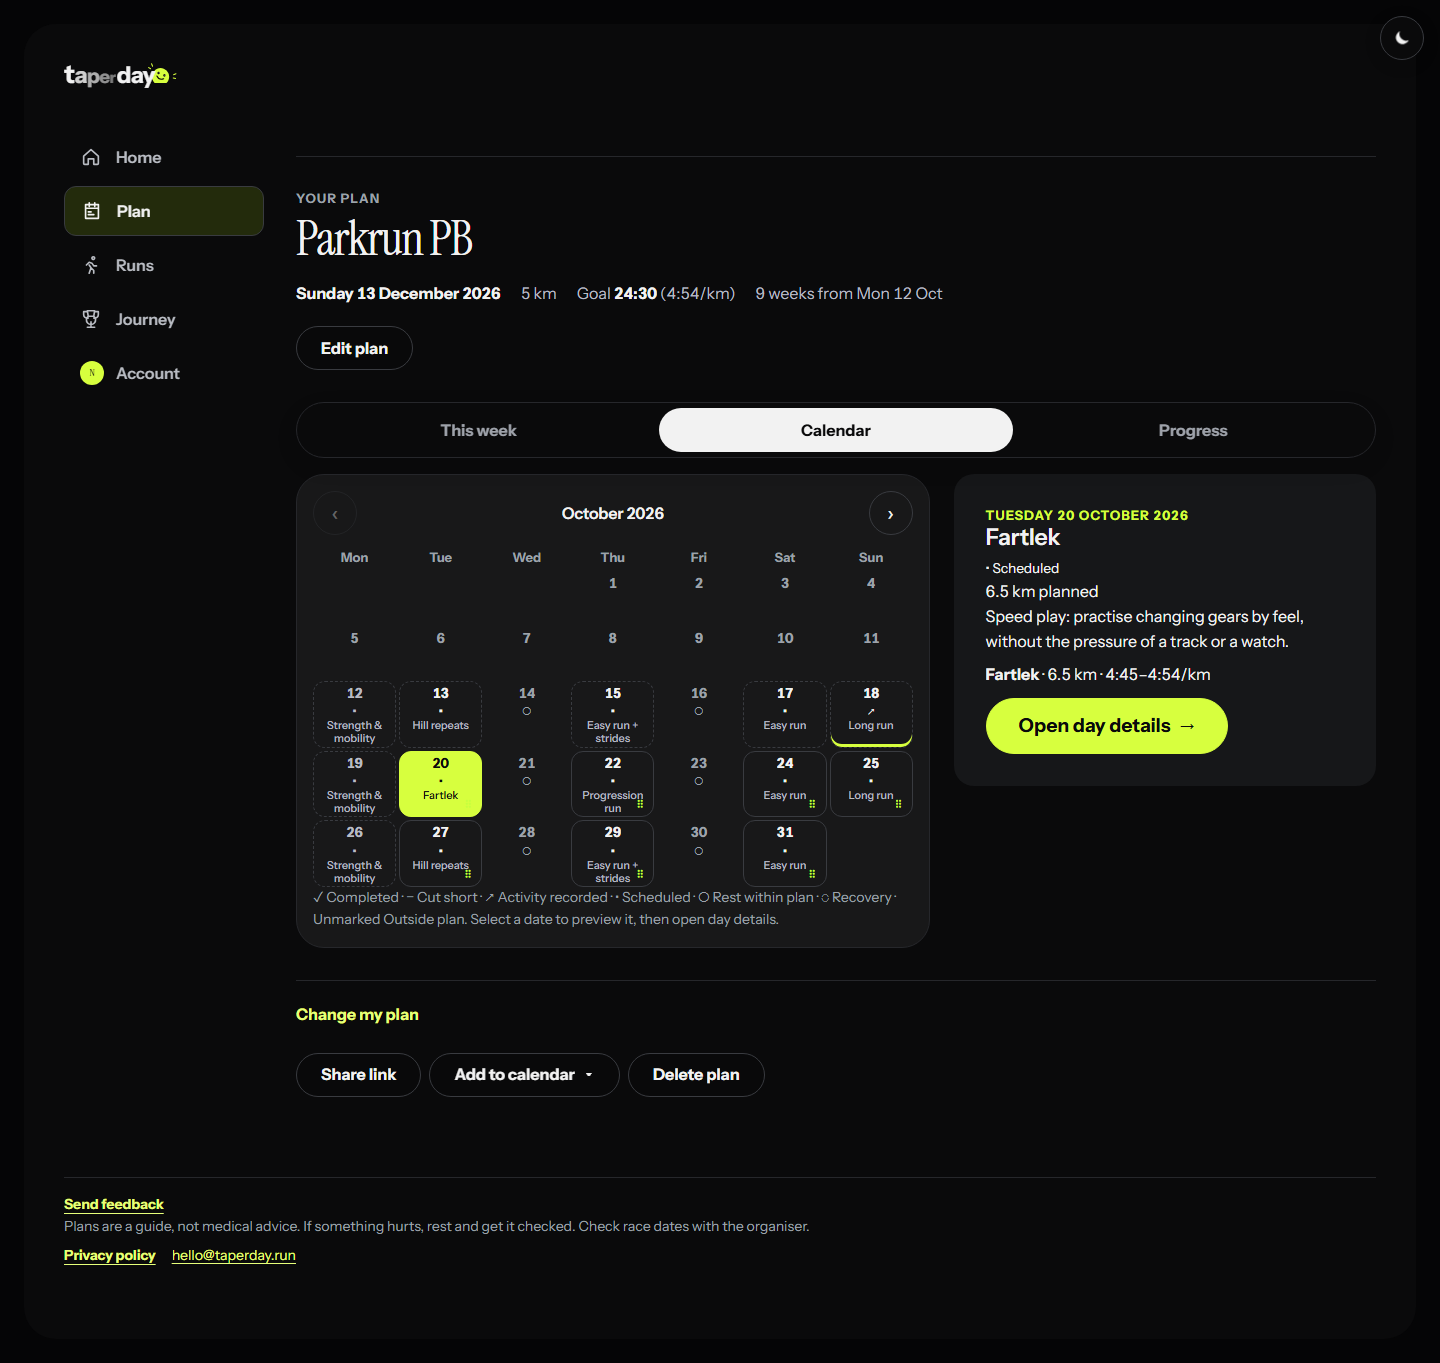 taperday
Home
Plan
Runs
Journey
N
Account
YOUR PLAN
Parkrun PB
Sunday 13 December 2026 5 km Goal 24:30 (4:54/km) 9 weeks from Mon 12 Oct
Edit plan
This week Calendar Progress
‹ October 2026 ›
Mon Tue Wed Thu Fri Sat Sun
1 2 3 4
5 6 7 8 9 10 11
12 13 14 15 16 17 18
• • ○ • ○ • ↗
Strength & Hill repeats Easy run + Easy run Long run
mobility strides
19 20 21 22 23 24 25
• • ○ • ○ • •
Strength & Fartlek Progression Easy run Long run
mobility run
26 27 28 29 30 31
• • ○ • ○ •
Strength & Hill repeats Easy run + Easy run
mobility strides
✓ Completed · – Cut short · ↗ Activity recorded · • Scheduled · ○ Rest within plan · ◌ Recovery ·
Unmarked Outside plan. Select a date to preview it, then open day details.
TUESDAY 20 OCTOBER 2026
Fartlek
• Scheduled
6.5 km planned
Speed play: practise changing gears by feel,
without the pressure of a track or a watch.
Fartlek · 6.5 km · 4:45–4:54/km
Open day details →
Change my plan
Share link Add to calendar Delete plan
Send feedback
Plans are a guide, not medical advice. If something hurts, rest and get it checked. Check race dates with the organiser.
Privacy policy hello@taperday.run